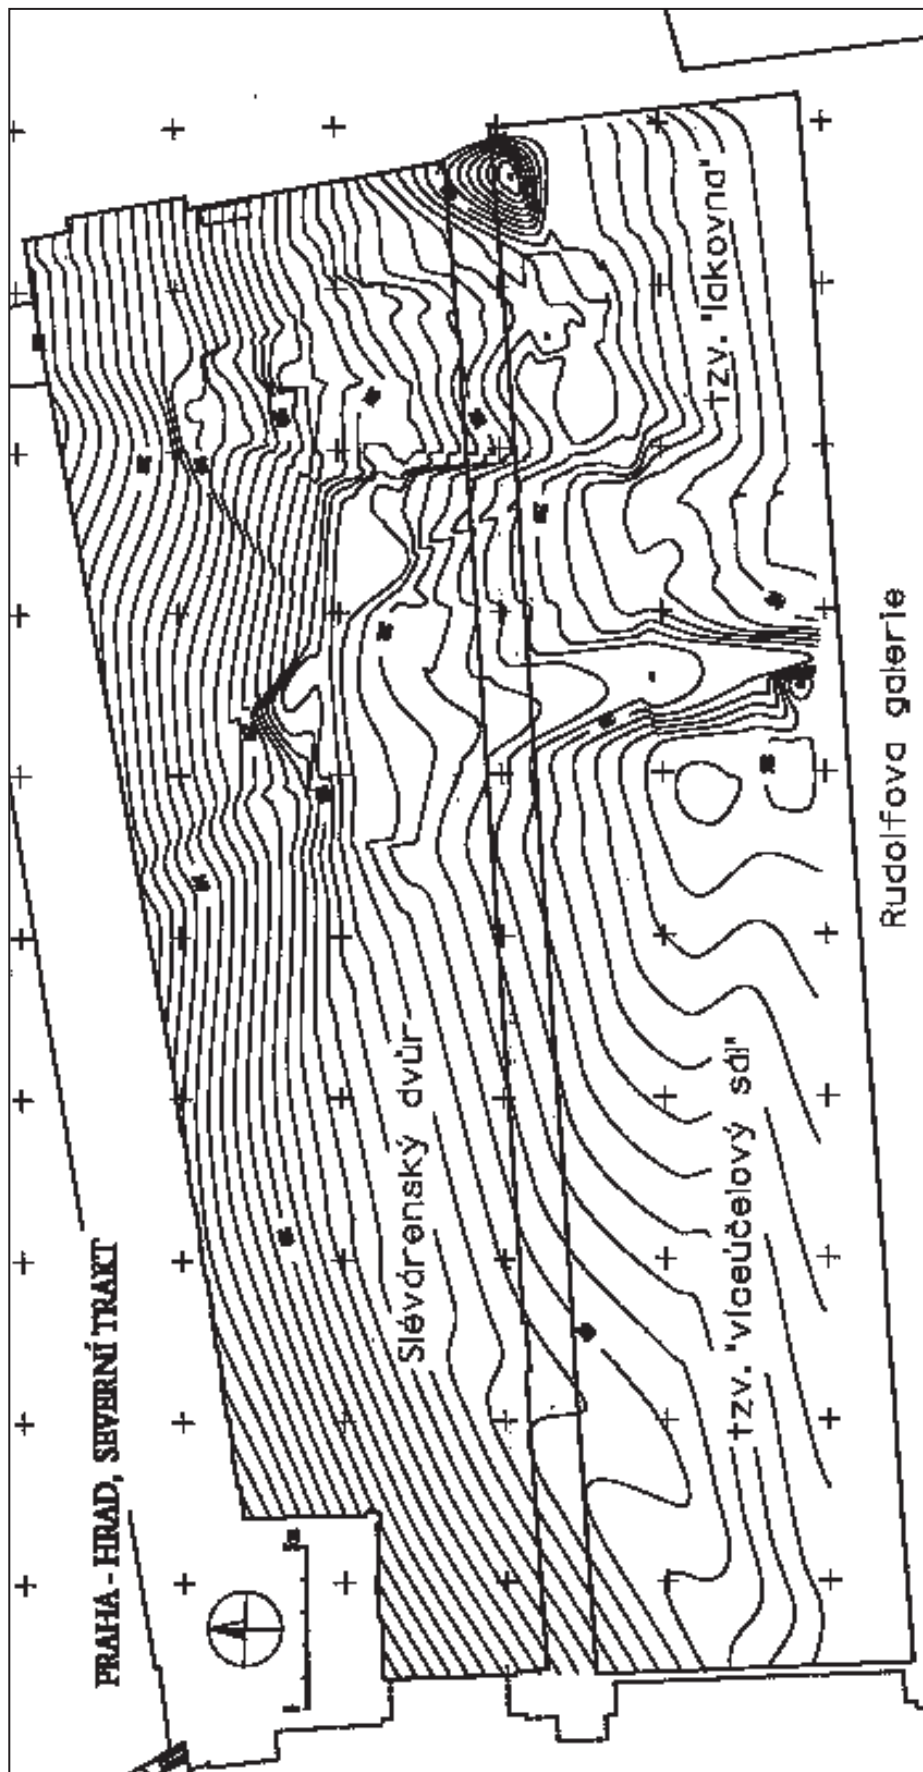 PRAHA - HRAD, SEVERNÍ TRAKT
Slévárenský dvůr
tzv. "víceúčelový sál"
tzv. "lakovna"
Rudolfova galerie